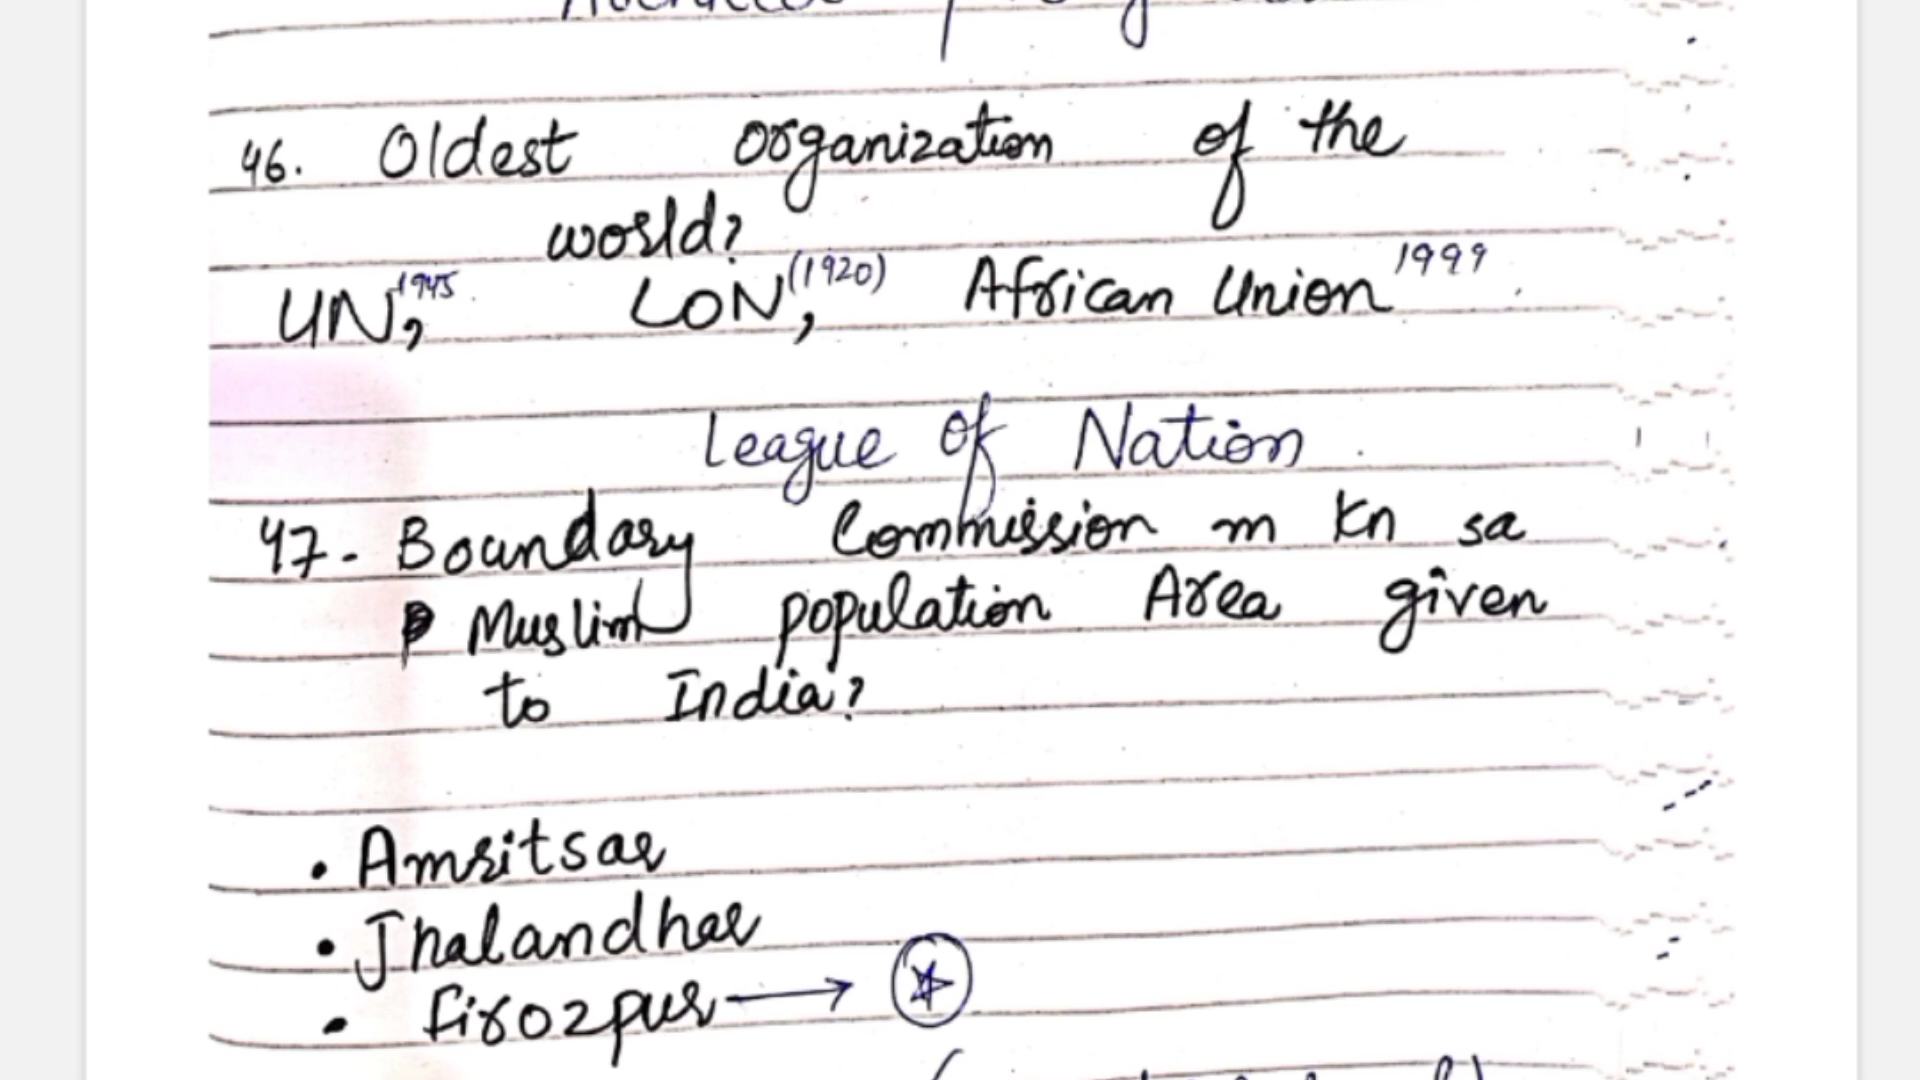 46. Oldest organization of the
world?
UN, 1945 LON, (1920) African Union 1999
League of Nation
47. Boundary Commission m kn sa
Muslim population Area given
to India?
• Amritsar
• Jhalandhar
• firozpur →